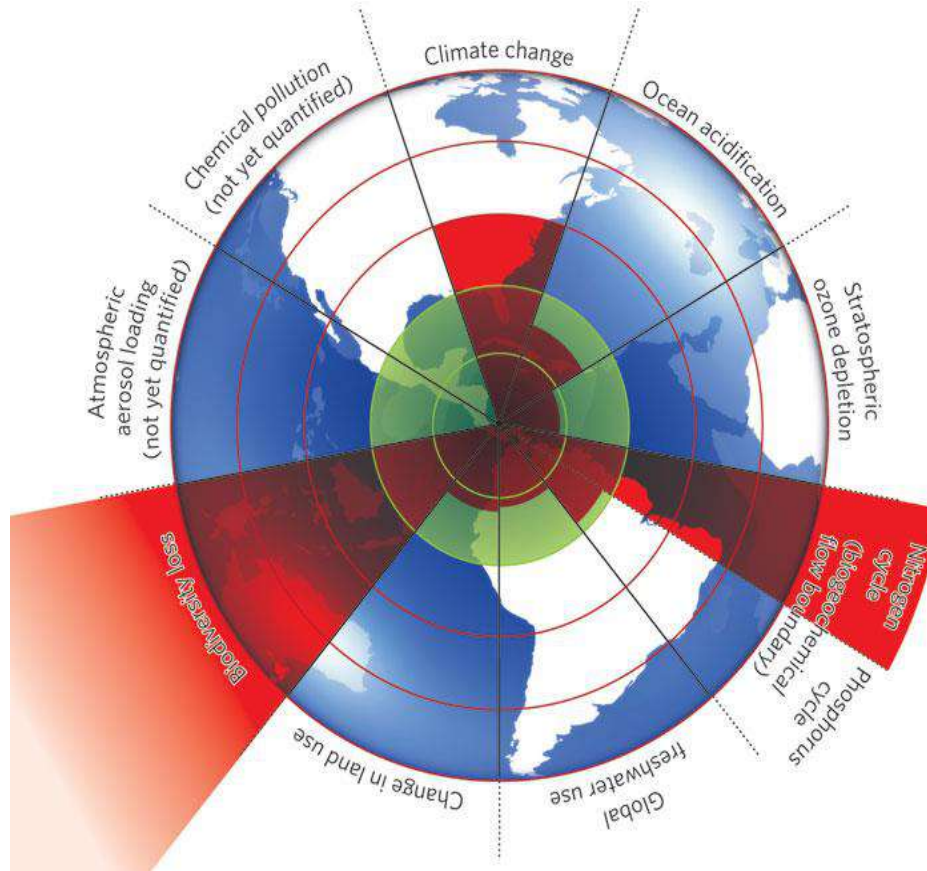 Climate change
Ocean acidification
Stratospheric
ozone depletion
Nitrogen
cycle
(biogeochemical
flow boundary)
Phosphorus
cycle
Global
freshwater use
Change in land use
Biodiversity loss
Atmospheric
aerosol loading
(not yet quantified)
Chemical pollution
(not yet quantified)